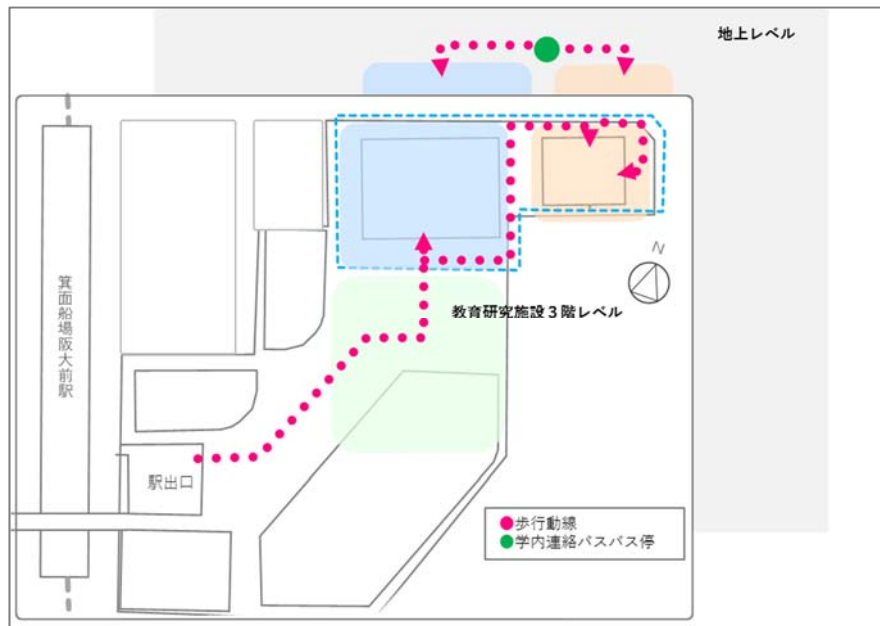 地上レベル
N
教育研究施設３階レベル
箕面船場阪大前駅
駅出口
歩行動線
学内連絡バスバス停